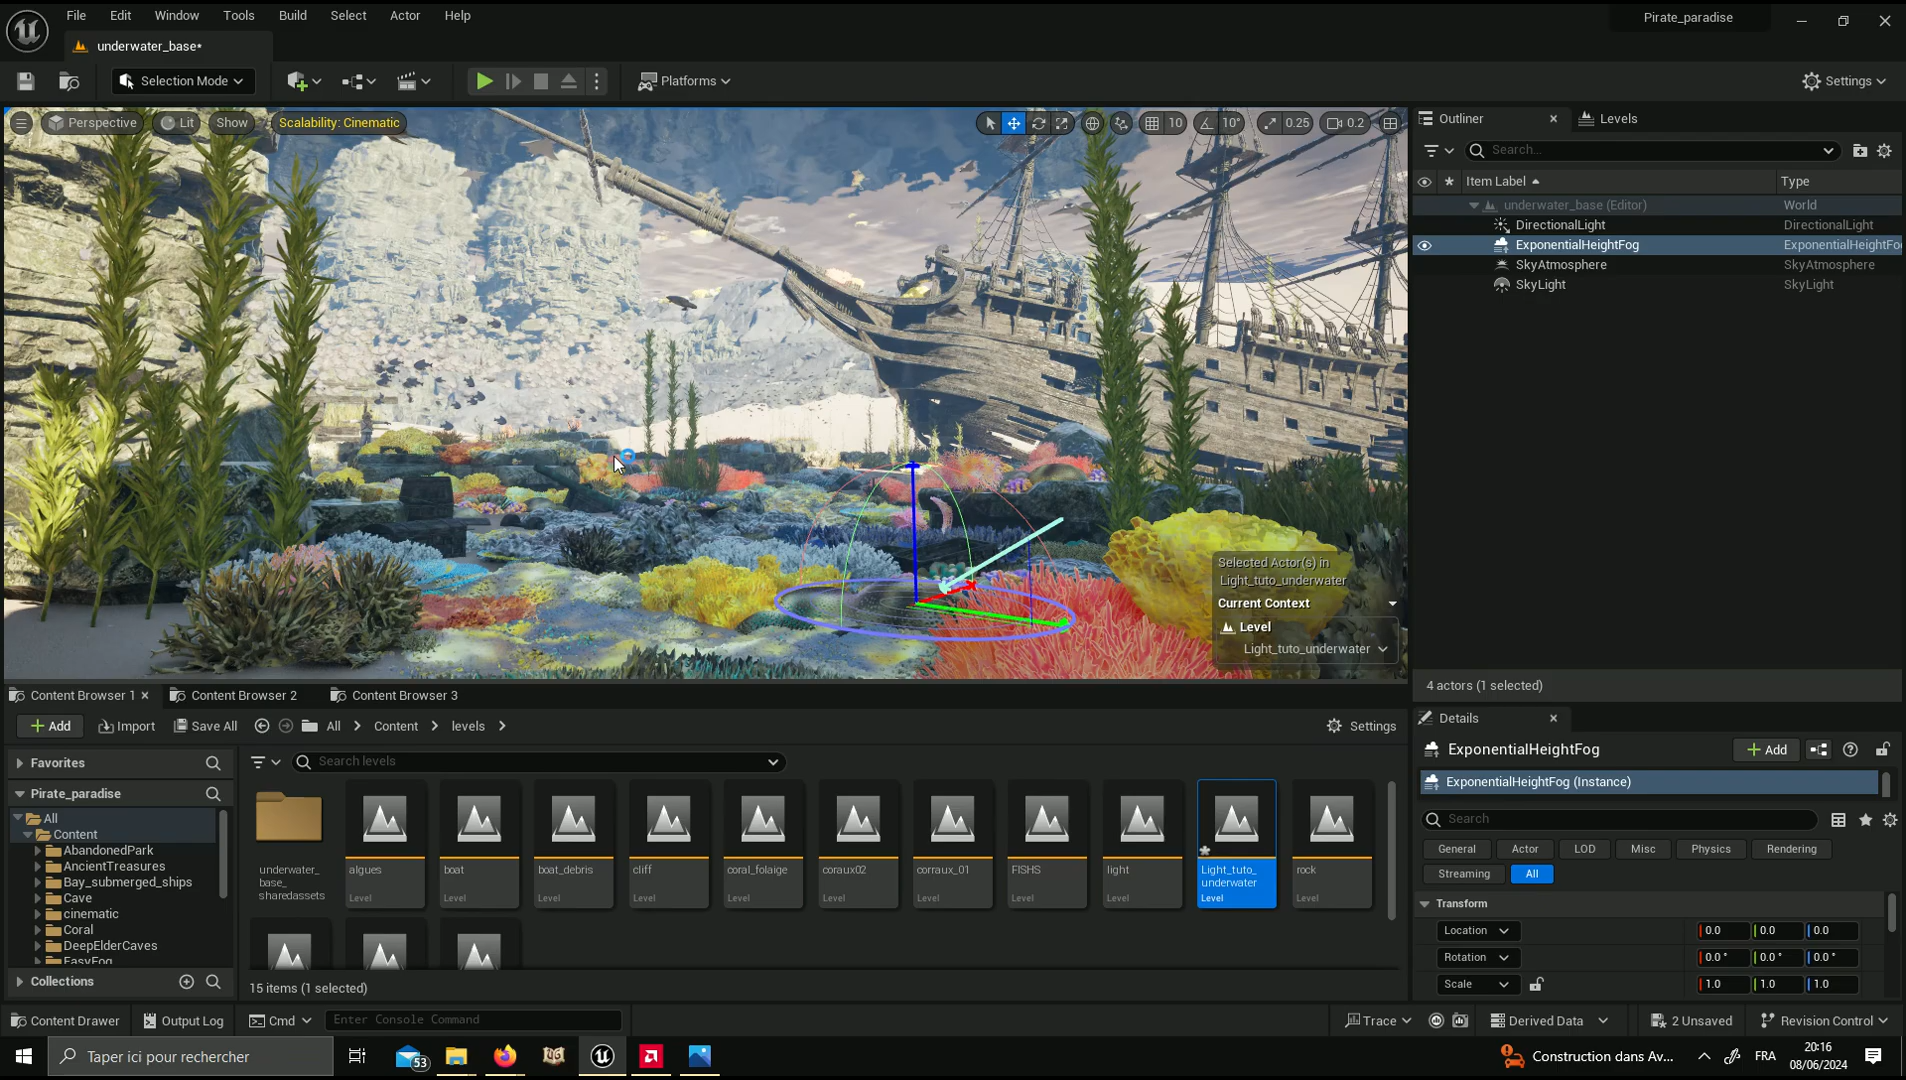 File Edit Window Tools Build Select Actor Help
Pirate_paradise
underwater_base*
Selection Mode
Platforms
Settings
Perspective Lit Show Scalability: Cinematic
10 10° 0.25 0.2
Selected Actor(s) in
Light_tuto_underwater
Current Context
Level
Light_tuto_underwater
Outliner Levels
Search...
Item Label Type
underwater_base (Editor) World
DirectionalLight DirectionalLight
ExponentialHeightFog ExponentialHeightFo
SkyAtmosphere SkyAtmosphere
SkyLight SkyLight
4 actors (1 selected)
Content Browser 1 Content Browser 2 Content Browser 3
Add Import Save All All Content levels Settings
Favorites
Pirate_paradise
All
Content
AbandonedPark
AncientTreasures
Bay_submerged_ships
Cave
cinematic
Coral
DeepElderCaves
EasyFog
Collections
Search levels
underwater_
base_
sharedassets
algues
Level
boat
Level
boat_debris
Level
cliff
Level
coral_folaige
Level
coraux02
Level
corraux_01
Level
FISHS
Level
light
Level
Light_tuto_
underwater
Level
rock
Level
15 items (1 selected)
Details
ExponentialHeightFog Add
ExponentialHeightFog (Instance)
Search
General Actor LOD Misc Physics Rendering
Streaming All
Transform
Location 0.0 0.0 0.0
Rotation 0.0 ° 0.0 ° 0.0 °
Scale 1.0 1.0 1.0
Content Drawer Output Log Cmd Enter Console Command
Trace Derived Data 2 Unsaved Revision Control
Taper ici pour rechercher
53
Construction dans Av...
FRA
20:16
08/06/2024